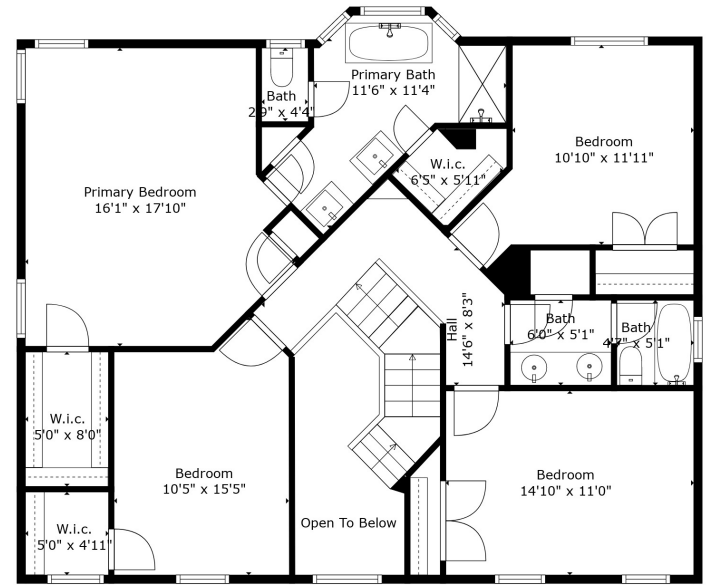 Primary Bath
11'6" x 11'4"
Bath
2'9" x 4'4"
Bedroom
10'10" x 11'11"
W.i.c.
6'5" x 5'11"
Primary Bedroom
16'1" x 17'10"
Hall
14'6" x 8'3"
Bath
6'0" x 5'1"
Bath
4'7" x 5'1"
W.i.c.
5'0" x 8'0"
Bedroom
10'5" x 15'5"
Bedroom
14'10" x 11'0"
W.i.c.
5'0" x 4'11"
Open To Below